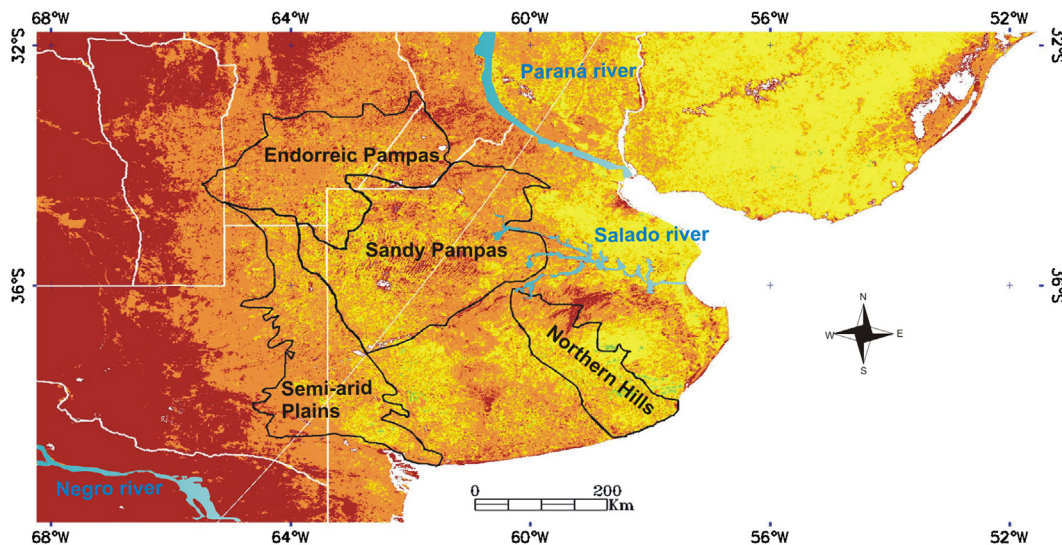 68°W 64°W 60°W 56°W 52°W
32°S 32°S
Paraná river
Endorreic Pampas
Salado river
Sandy Pampas
36°S 36°S
N
W E
S
Northern Hills
Semi-arid
Plains
Negro river
0 200
Km
68°W 64°W 60°W 56°W 52°W